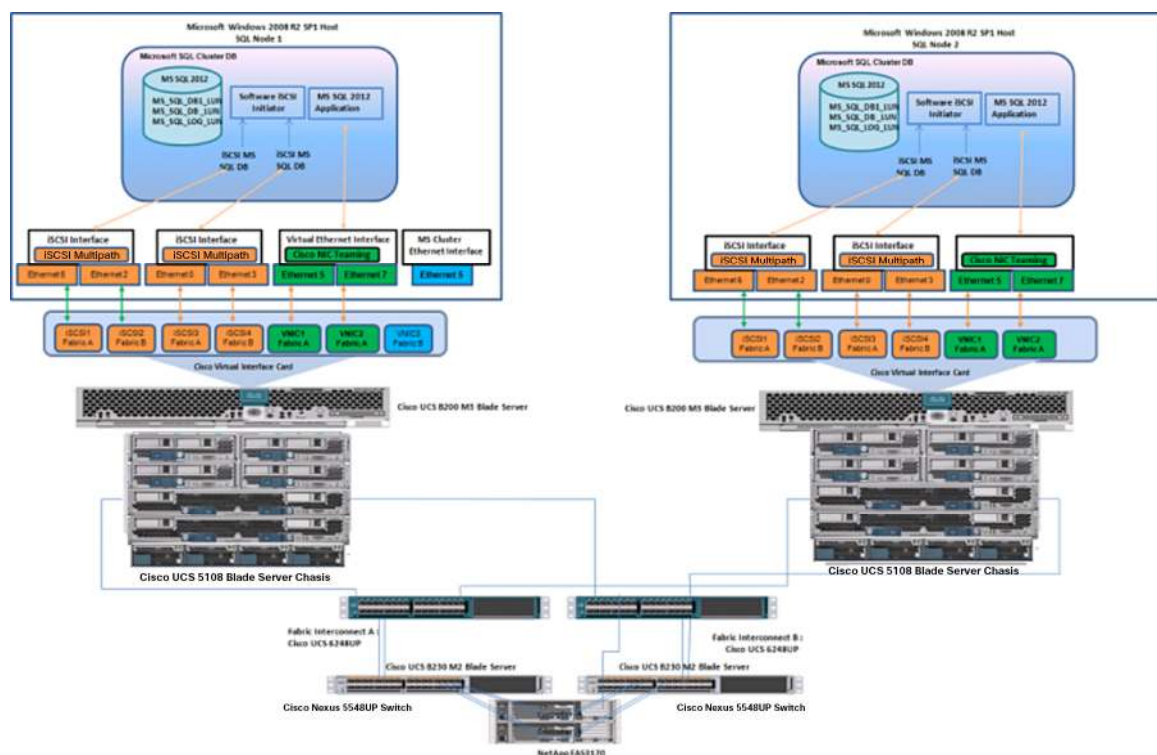 Microsoft Windows 2008 R2 SP1 Host
SQL Node 1
Microsoft SQL Cluster DB
MS SQL 2012
MS_SQL_DB1_LUN
MS_SQL_DB_LUN
MS_SQL_LOG_LUN
Software iSCSI
Initiator
MS SQL 2012
Application
iSCSI MS
SQL DB
iSCSI MS
SQL DB
iSCSI Interface
iSCSI Multipath
Ethernet 2
iSCSI Interface
iSCSI Multipath
Ethernet 3
Virtual Ethernet Interface
Cisco NIC Teaming
Ethernet 5
Ethernet 7
MS Cluster
Ethernet Interface
Ethernet 5
iSCSI1
Fabric A
iSCSI2
Fabric B
iSCSI3
Fabric A
iSCSI4
Fabric B
VNIC1
Fabric A
VNIC2
Fabric A
Fabric B
Cisco Virtual Interface Card
Cisco UCS B200 M3 Blade Server
Cisco UCS 5108 Blade Server Chasis
Microsoft Windows 2008 R2 SP1 Host
SQL Node 2
Microsoft SQL Cluster DB
MS SQL 2012
MS_SQL_DB1_LUN
MS_SQL_DB_LUN
MS_SQL_LOG_LUN
Software iSCSI
Initiator
MS SQL 2012
Application
iSCSI MS
SQL DB
iSCSI MS
SQL DB
iSCSI Interface
iSCSI Multipath
Ethernet 2
iSCSI Interface
iSCSI Multipath
Ethernet 3
Cisco NIC Teaming
Ethernet 5
Ethernet 7
iSCSI1
Fabric A
iSCSI2
Fabric B
iSCSI3
Fabric A
iSCSI4
Fabric B
VNIC1
Fabric A
VNIC2
Fabric A
Cisco Virtual Interface Card
Cisco UCS B200 M3 Blade Server
Cisco UCS 5108 Blade Server Chasis
Fabric Interconnect A :
Cisco UCS 6248UP
Fabric Interconnect B :
Cisco UCS 6248UP
Cisco UCS B230 M2 Blade Server
Cisco UCS B230 M2 Blade Server
Cisco Nexus 5548UP Switch
Cisco Nexus 5548UP Switch
NetApp FAS3170